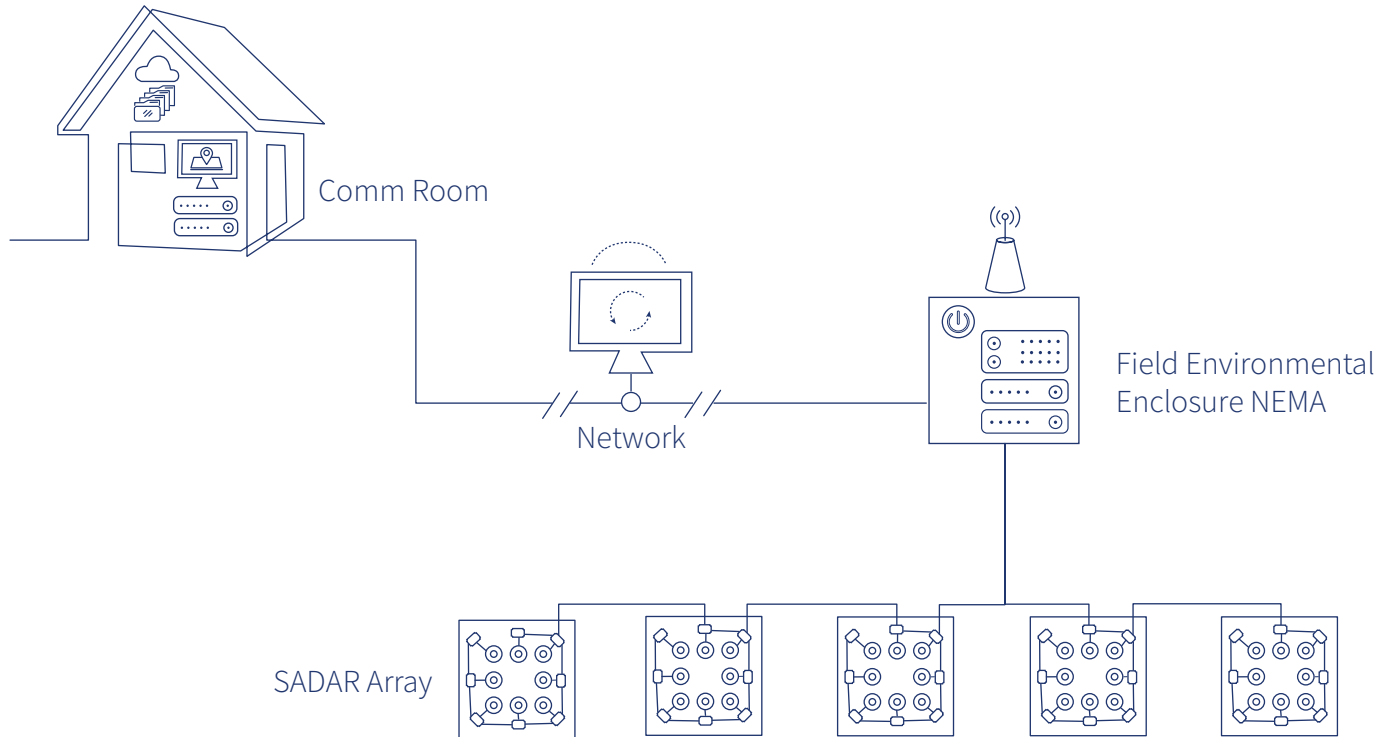 Comm Room
Field Environmental
Enclosure NEMA
Network
SADAR Array